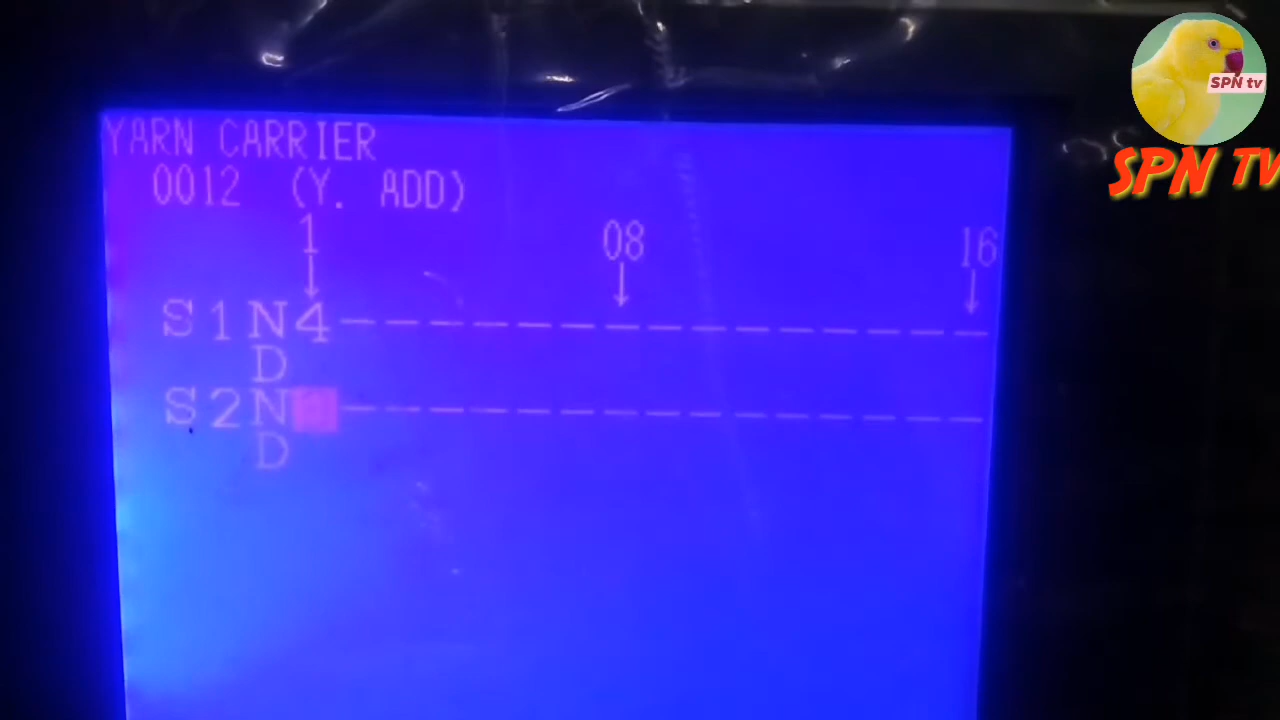 YARN CARRIER
0012 (Y. ADD)
1 08 16
↓ ↓ ↓
S1N4— — — — — — — — — — — — — — —
D
S2N — — — — — — — — — — — — — — —
D
SPN tv
SPN TV